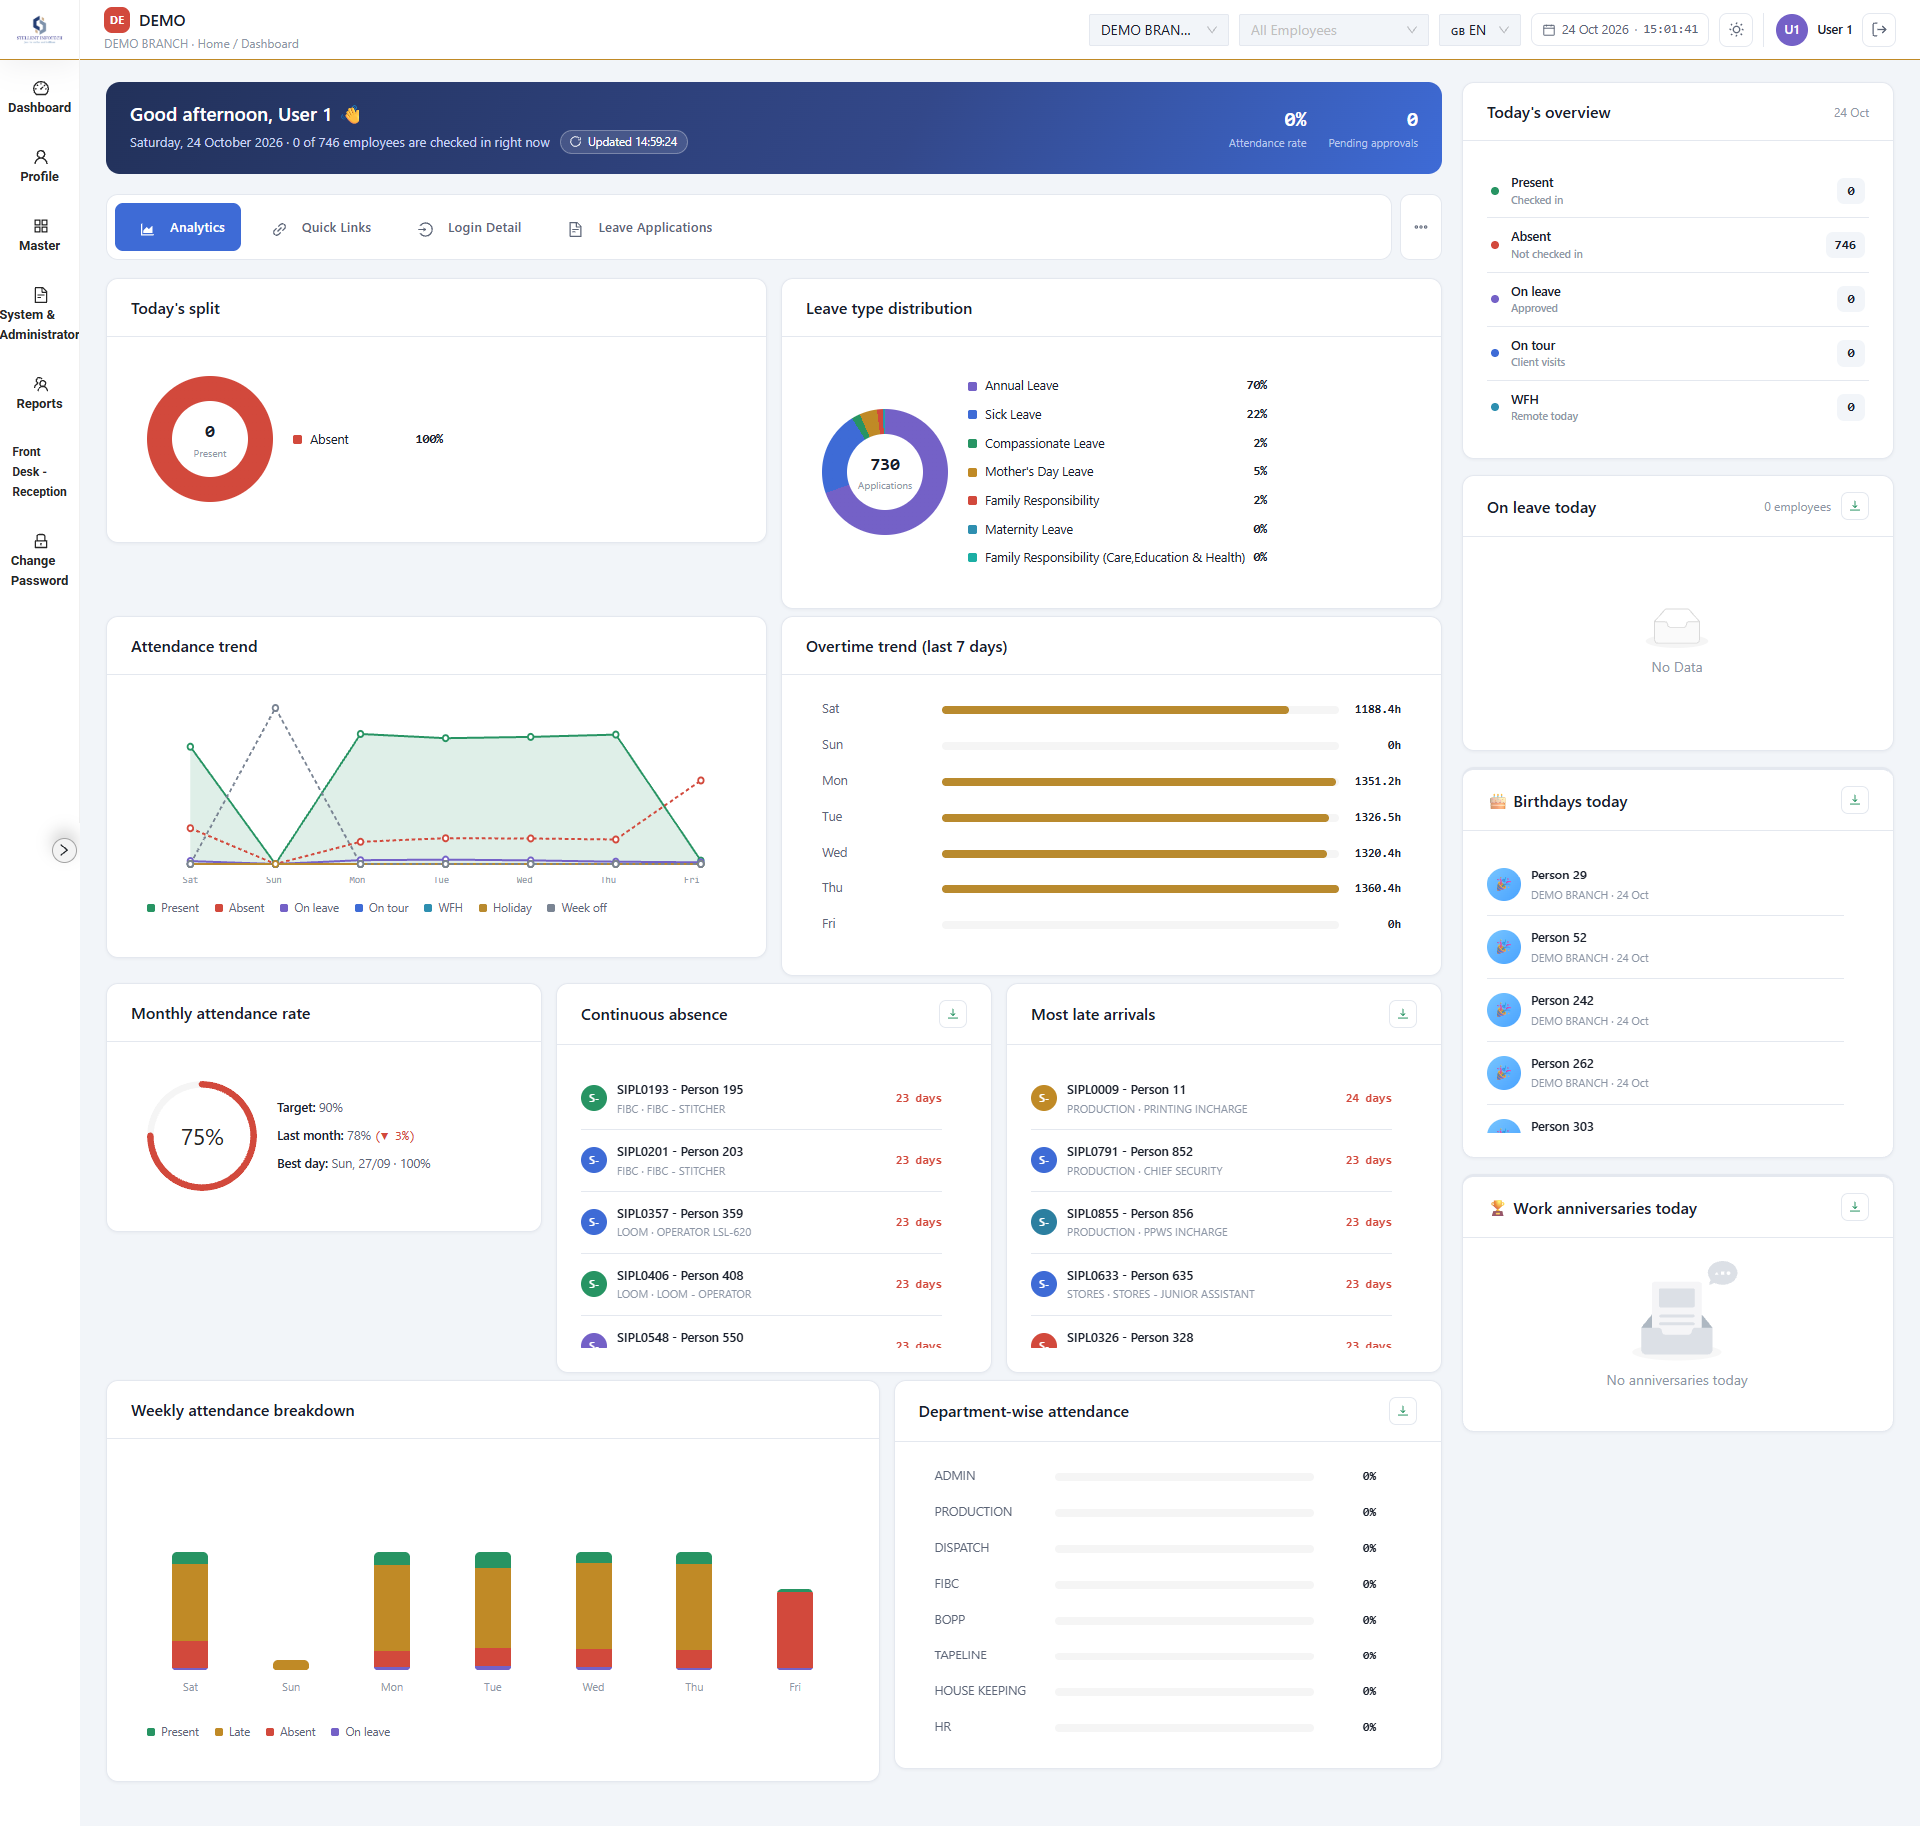 STELLENT INFOTECH
DE
DEMO
DEMO BRANCH · Home / Dashboard
DEMO BRAN...
All Employees
GB EN
24 Oct 2026 · 15:01:41
U1
User 1
Dashboard
Profile
Master
System &
Administrator
Reports
Front
Desk -
Reception
Change
Password
Good afternoon, User 1 👋
Saturday, 24 October 2026 · 0 of 746 employees are checked in right now
Updated 14:59:24
0%
Attendance rate
0
Pending approvals
Analytics
Quick Links
Login Detail
Leave Applications
Today's split
0
Present
Absent 100%
Leave type distribution
730
Applications
Annual Leave 70%
Sick Leave 22%
Compassionate Leave 2%
Mother's Day Leave 5%
Family Responsibility 2%
Maternity Leave 0%
Family Responsibility (Care,Education & Health) 0%
Attendance trend
Sat Sun Mon Tue Wed Thu Fri
Present Absent On leave On tour WFH Holiday Week off
Overtime trend (last 7 days)
Sat 1188.4h
Sun 0h
Mon 1351.2h
Tue 1326.5h
Wed 1320.4h
Thu 1360.4h
Fri 0h
Monthly attendance rate
75%
Target: 90%
Last month: 78% (▼ 3%)
Best day: Sun, 27/09 · 100%
Continuous absence
S-
SIPL0193 - Person 195
FIBC · FIBC - STITCHER
23 days
S-
SIPL0201 - Person 203
FIBC · FIBC - STITCHER
23 days
S-
SIPL0357 - Person 359
LOOM · OPERATOR LSL-620
23 days
S-
SIPL0406 - Person 408
LOOM · LOOM - OPERATOR
23 days
S-
SIPL0548 - Person 550
23 days
Most late arrivals
S-
SIPL0009 - Person 11
PRODUCTION · PRINTING INCHARGE
24 days
S-
SIPL0791 - Person 852
PRODUCTION · CHIEF SECURITY
23 days
S-
SIPL0855 - Person 856
PRODUCTION · PPWS INCHARGE
23 days
S-
SIPL0633 - Person 635
STORES · STORES - JUNIOR ASSISTANT
23 days
S-
SIPL0326 - Person 328
23 days
Weekly attendance breakdown
Sat Sun Mon Tue Wed Thu Fri
Present Late Absent On leave
Department-wise attendance
ADMIN 0%
PRODUCTION 0%
DISPATCH 0%
FIBC 0%
BOPP 0%
TAPELINE 0%
HOUSE KEEPING 0%
HR 0%
Today's overview
24 Oct
Present
Checked in
0
Absent
Not checked in
746
On leave
Approved
0
On tour
Client visits
0
WFH
Remote today
0
On leave today
0 employees
No Data
🎂 Birthdays today
Person 29
DEMO BRANCH · 24 Oct
Person 52
DEMO BRANCH · 24 Oct
Person 242
DEMO BRANCH · 24 Oct
Person 262
DEMO BRANCH · 24 Oct
Person 303
🏆 Work anniversaries today
No anniversaries today